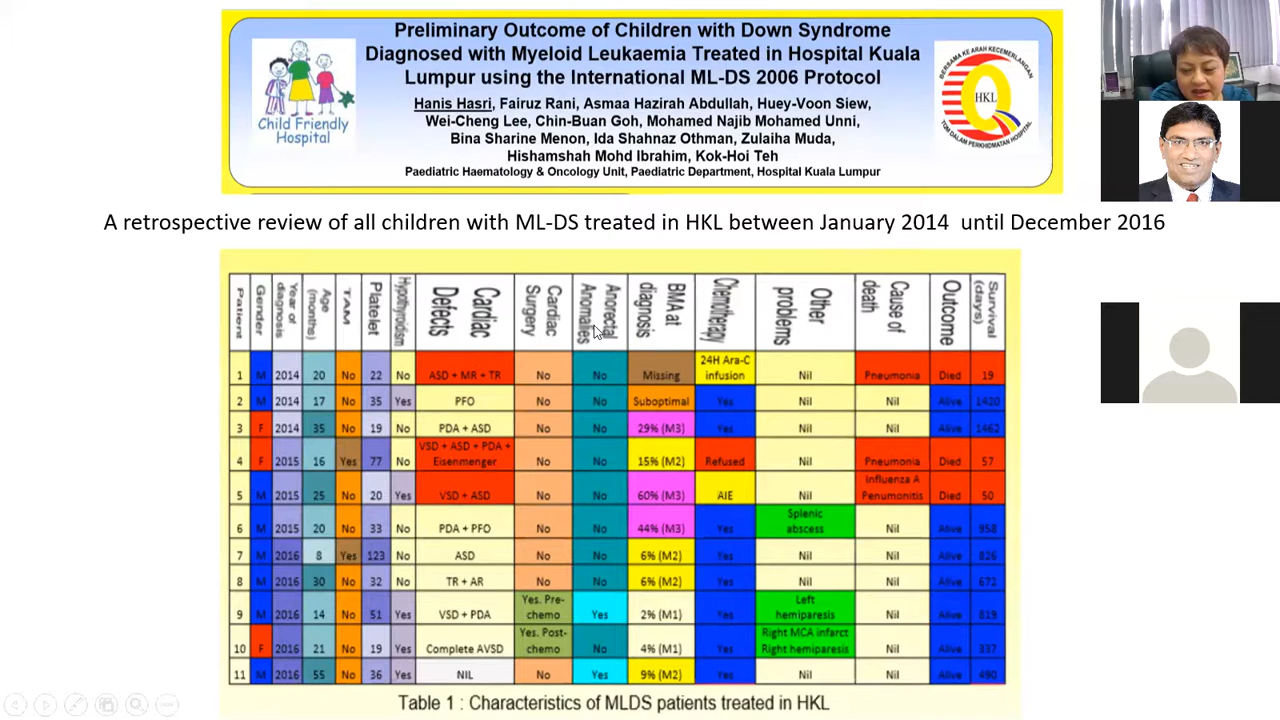 Preliminary Outcome of Children with Down Syndrome
Diagnosed with Myeloid Leukaemia Treated in Hospital Kuala
Lumpur using the International ML-DS 2006 Protocol
Hanis Hasri, Fairuz Rani, Asmaa Hazirah Abdullah, Huey-Voon Siew,
Wei-Cheng Lee, Chin-Buan Goh, Mohamed Najib Mohamed Unni,
Bina Sharine Menon, Ida Shahnaz Othman, Zulaiha Muda,
Hishamshah Mohd Ibrahim, Kok-Hoi Teh
Paediatric Haematology & Oncology Unit, Paediatric Department, Hospital Kuala Lumpur
Child Friendly
Hospital
BERSAMA KE ARAH KECEMERLANGAN
HKL
DALAM PERKHIDMATAN HOSPITAL
A retrospective review of all children with ML-DS treated in HKL between January 2014 until December 2016
Patient Gender Year of diagnosis Age (months) TAM Platelet Hypothyroidism Cardiac Defects Cardiac Surgery Anorectal Anomalies BMA at diagnosis Chemotherapy Other problems Cause of death Outcome Survival (days)
1 M 2014 20 No 22 No ASD + MR + TR No No Missing 24H Ara-C infusion Nil Pneumonia Died 19
2 M 2014 17 No 35 Yes PFO No No Suboptimal Yes Nil Nil Alive 1420
3 F 2014 35 No 19 No PDA + ASD No No 29% (M3) Yes Nil Nil Alive 1462
4 F 2015 16 Yes 77 No VSD + ASD + PDA + Eisenmenger No No 15% (M2) Refused Nil Pneumonia Died 57
5 M 2015 25 No 20 Yes VSD + ASD No No 60% (M3) AIE Nil Influenza A Penumonitis Died 50
6 M 2015 20 No 33 No PDA + PFO No No 44% (M3) Yes Splenic abscess Nil Alive 958
7 M 2016 8 Yes 123 No ASD No No 6% (M2) Yes Nil Nil Alive 826
8 M 2016 30 No 32 No TR + AR No No 6% (M2) Yes Nil Nil Alive 672
9 M 2016 14 No 51 Yes VSD + PDA Yes. Pre-chemo Yes 2% (M1) Yes Left hemiparesis Nil Alive 819
10 F 2016 21 No 19 Yes Complete AVSD Yes. Post-chemo No 4% (M1) Yes Right MCA infarct Right hemiparesis Nil Alive 337
11 M 2016 55 No 36 Yes NIL No Yes 9% (M2) Yes Nil Nil Alive 490
Table 1 : Characteristics of MLDS patients treated in HKL